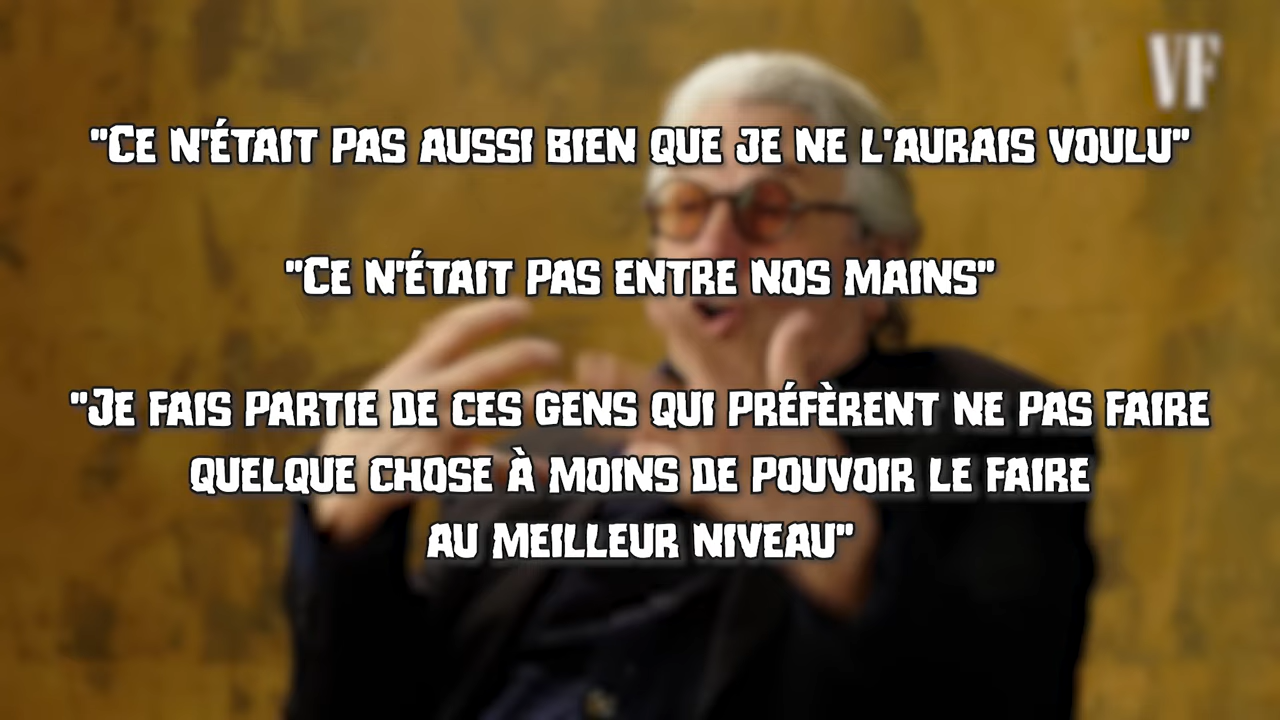 VF
"Ce n'était pas aussi bien que je ne l'aurais voulu"
"Ce n'était pas entre nos mains"
"Je fais partie de ces gens qui préfèrent ne pas faire
quelque chose à moins de pouvoir le faire
au meilleur niveau"